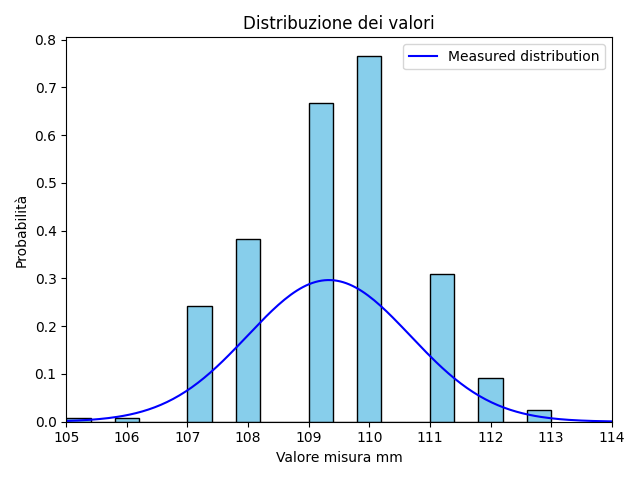 Distribuzione dei valori
Measured distribution
0.8
0.7
0.6
0.5
0.4
0.3
0.2
0.1
0.0
Probabilità
105 106 107 108 109 110 111 112 113 114
Valore misura mm